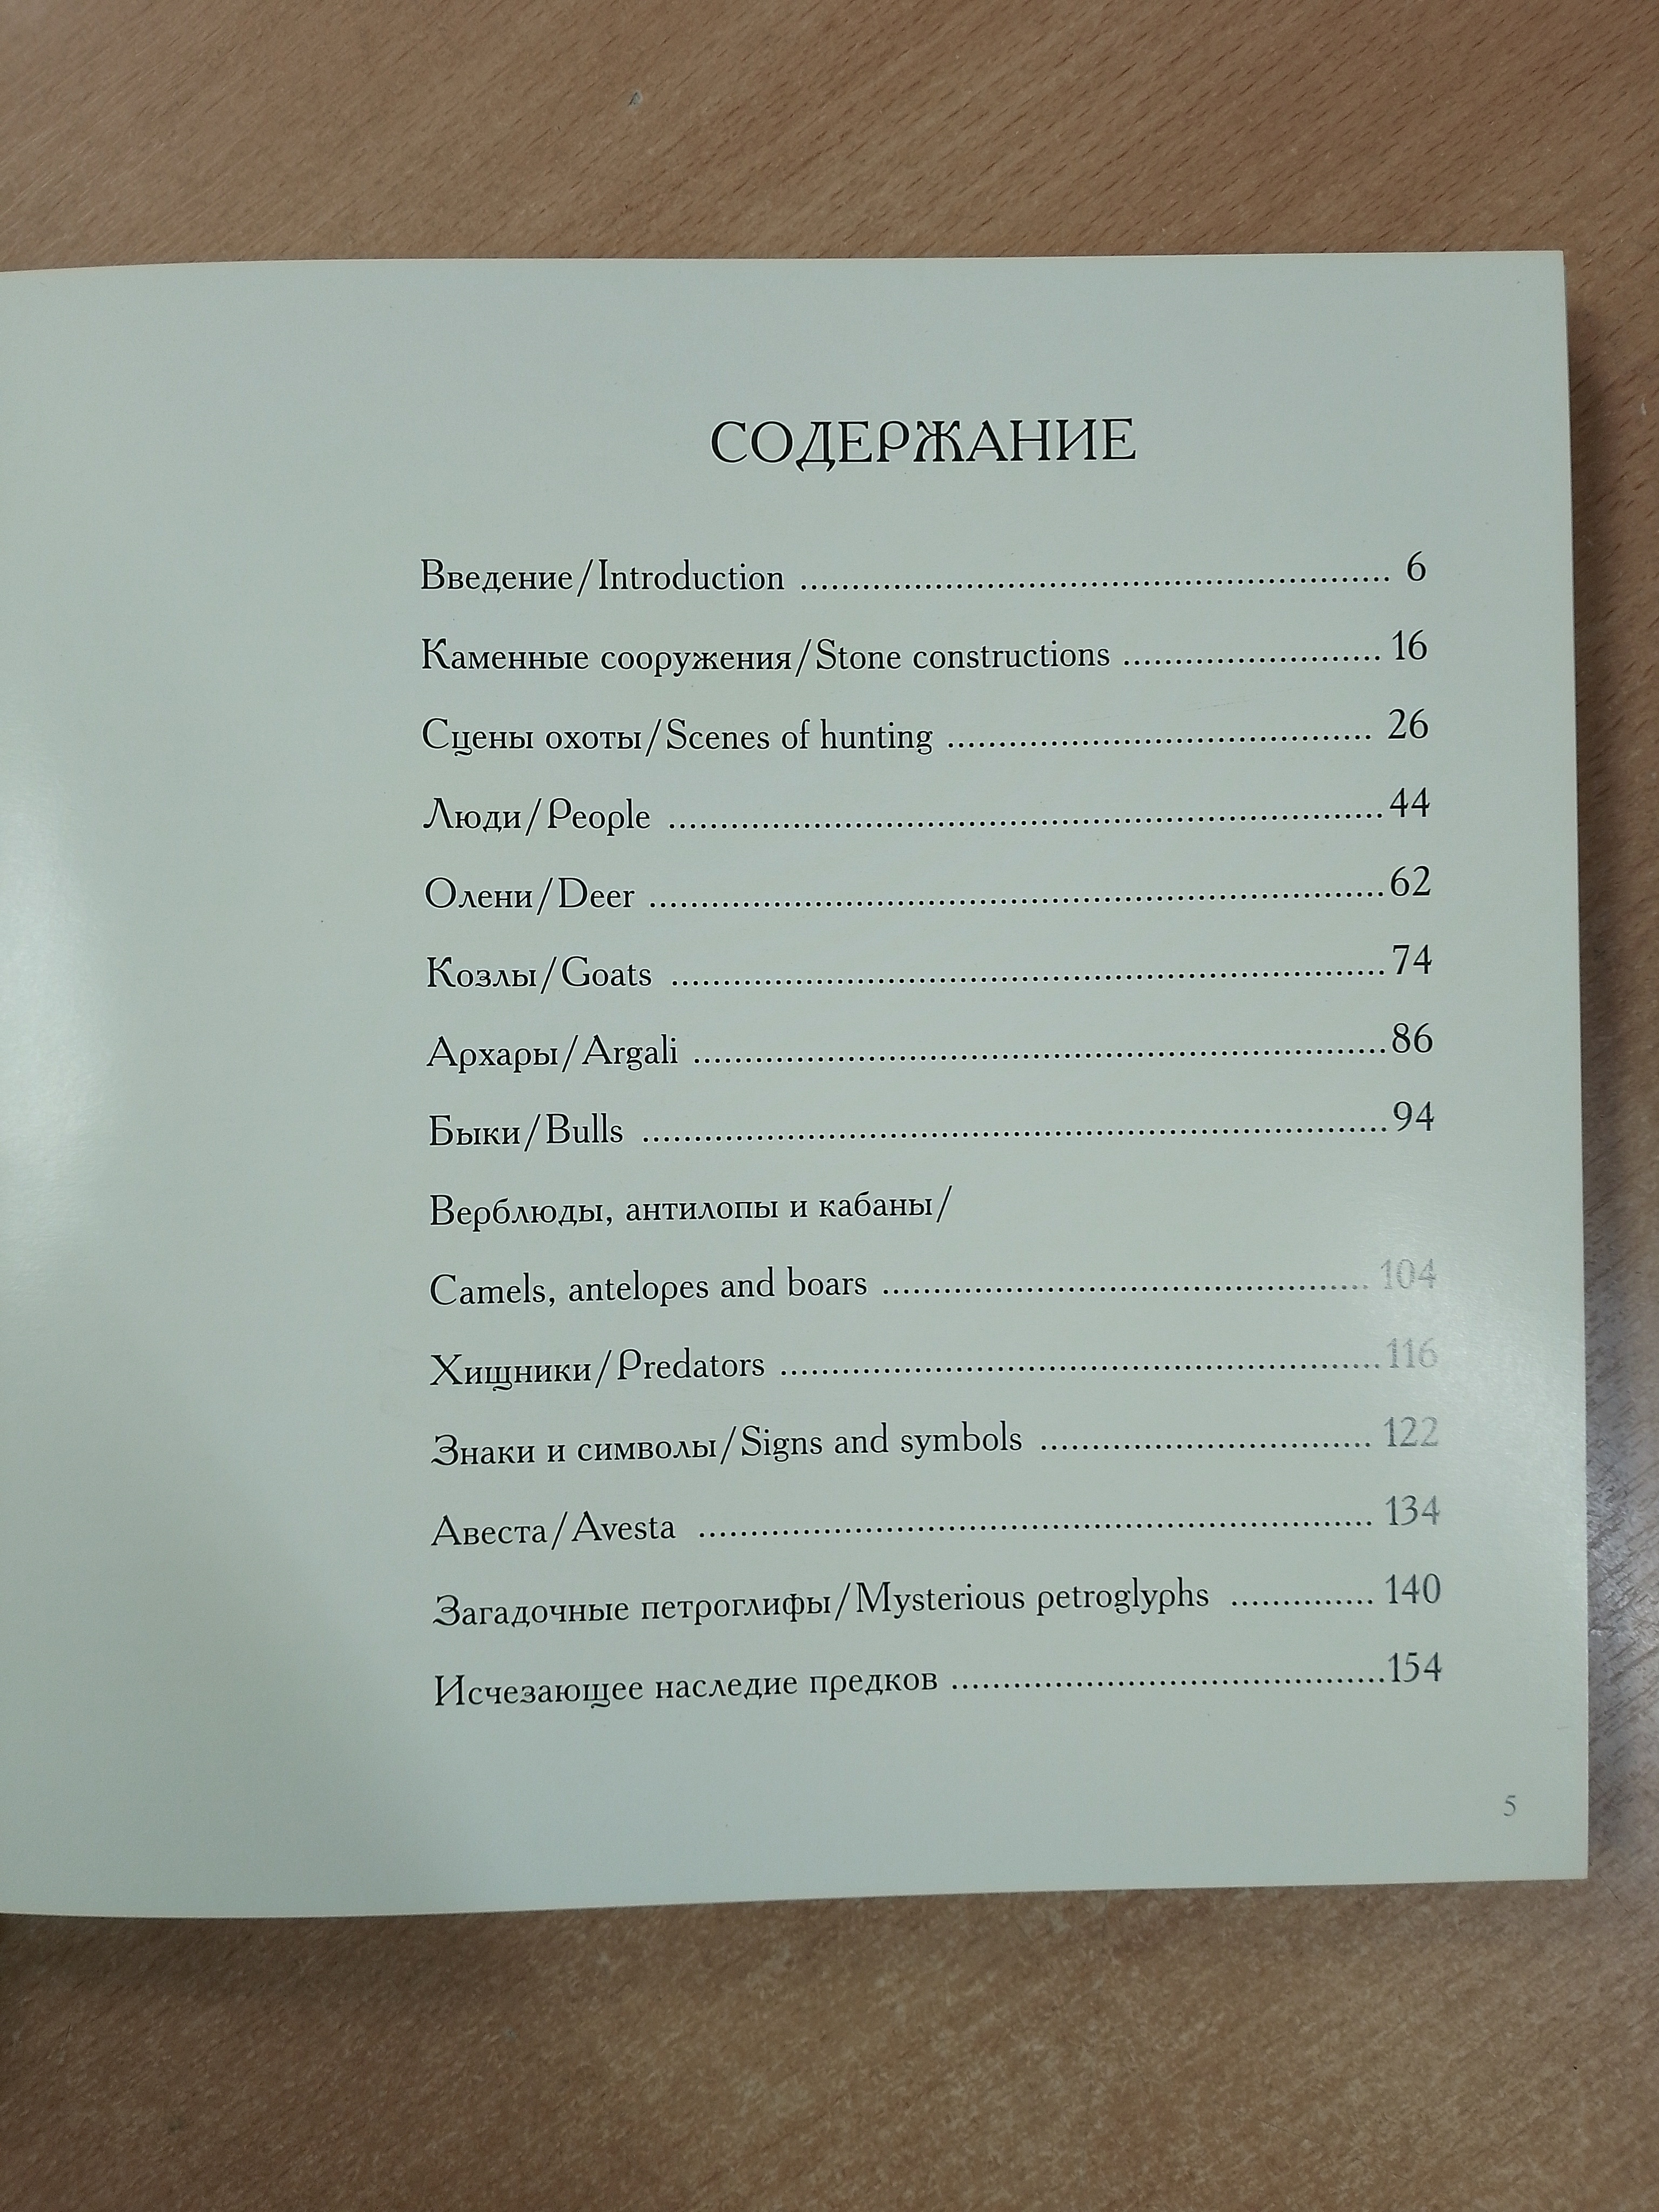 СОДЕРЖАНИЕ
Введение/Introduction ........................................................ 6
Каменные сооружения/Stone constructions ......................... 16
Сцены охоты/Scenes of hunting ......................................... 26
Люди/People .....................................................................44
Олени/Deer .......................................................................62
Козлы/Goats .....................................................................74
Архары/Argali ...................................................................86
Быки/Bulls ........................................................................94
Верблюды, антилопы и кабаны/
Camels, antelopes and boars ............................................... 104
Хищники/Predators ..........................................................116
Знаки и символы/Signs and symbols ................................ 122
Авеста/Avesta ................................................................. 134
Загадочные петроглифы/Mysterious petroglyphs .............. 140
Исчезающее наследие предков ..........................................154
5